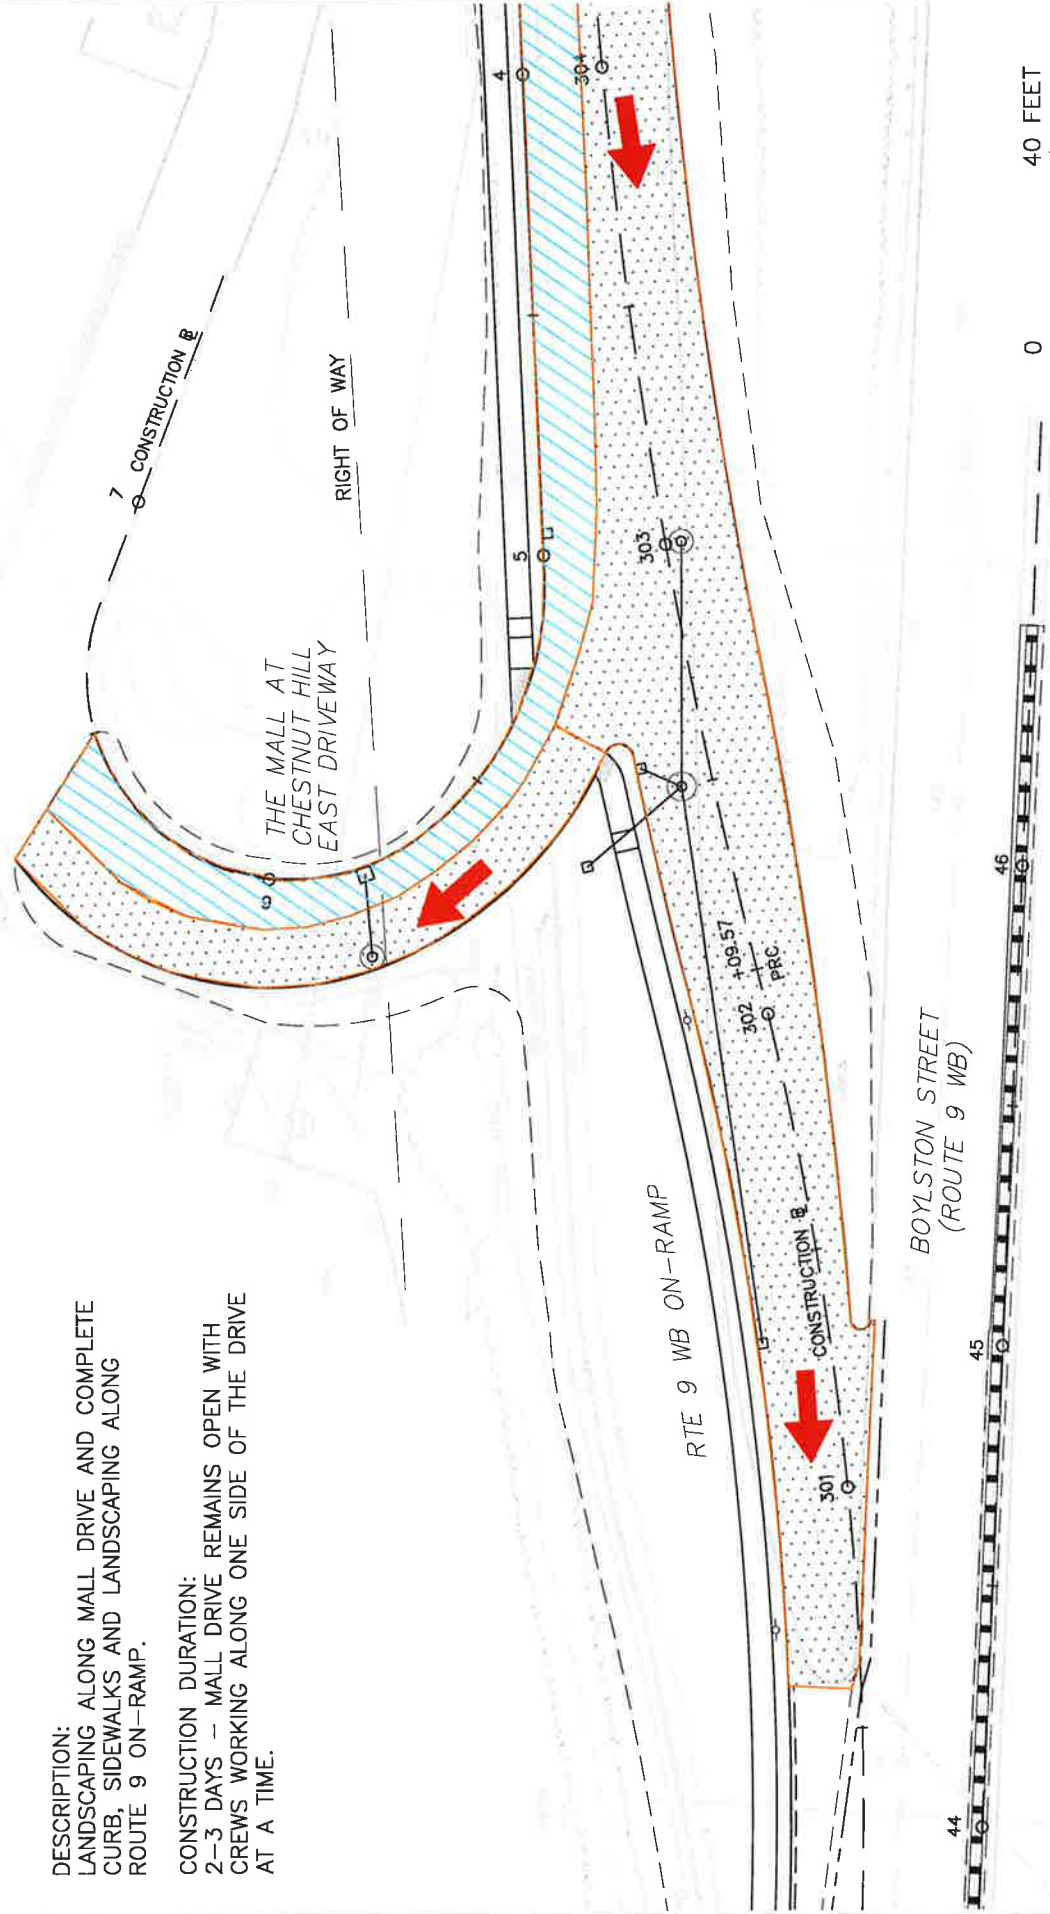 DESCRIPTION:
LANDSCAPING ALONG MALL DRIVE AND COMPLETE
CURB, SIDEWALKS AND LANDSCAPING ALONG
ROUTE 9 ON-RAMP.
CONSTRUCTION DURATION:
2-3 DAYS - MALL DRIVE REMAINS OPEN WITH
CREWS WORKING ALONG ONE SIDE OF THE DRIVE
AT A TIME.
THE MALL AT
CHESTNUT HILL
EAST DRIVEWAY
7
CONSTRUCTION BL
RIGHT OF WAY
4
5
304
303
302
+09.57
PRC
CONSTRUCTION BL
301
RTE 9 WB ON-RAMP
BOYLSTON STREET
(ROUTE 9 WB)
44
45
46
0
40 FEET